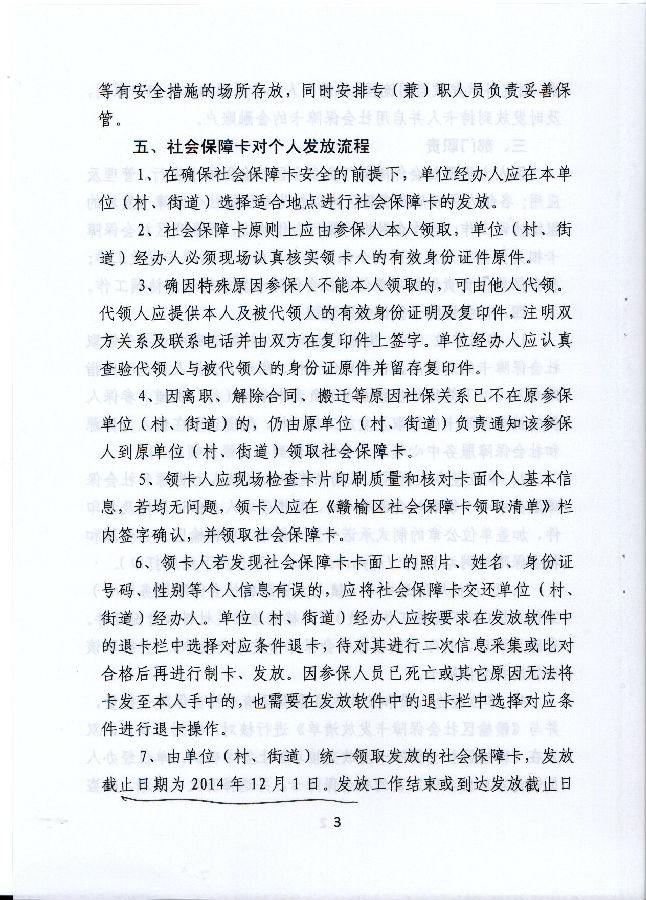 等有安全措施的场所存放，同时安排专（兼）职人员负责妥善保
管。
五、社会保障卡对个人发放流程
1、在确保社会保障卡安全的前提下，单位经办人应在本单
位（村、街道）选择适合地点进行社会保障卡的发放。
2、社会保障卡原则上应由参保人本人领取，单位（村、街
道）经办人必须现场认真核实领卡人的有效身份证件原件。
3、确因特殊原因参保人不能本人领取的，可由他人代领。
代领人应提供本人及被代领人的有效身份证明及复印件，注明双
方关系及联系电话并由双方在复印件上签字。单位经办人应认真
查验代领人与被代领人的身份证原件并留存复印件。
4、因离职、解除合同、搬迁等原因社保关系已不在原参保
单位（村、街道）的，仍由原单位（村、街道）负责通知该参保
人到原单位（村、街道）领取社会保障卡。
5、领卡人应现场检查卡片印刷质量和核对卡面个人基本信
息，若均无问题，领卡人应在《赣榆区社会保障卡领取清单》栏
内签字确认，并领取社会保障卡。
6、领卡人若发现社会保障卡卡面上的照片、姓名、身份证
号码、性别等个人信息有误的，应将社会保障卡交还单位（村、
街道）经办人。单位（村、街道）经办人应按要求在发放软件中
的退卡栏中选择对应条件退卡，待对其进行二次信息采集或比对
合格后再进行制卡、发放。因参保人员已死亡或其它原因无法将
卡发至本人手中的，也需要在发放软件中的退卡栏中选择对应条
件进行退卡操作。
7、由单位（村、街道）统一领取发放的社会保障卡，发放
截止日期为 2014 年 12 月 1 日。发放工作结束或到达发放截止日
3